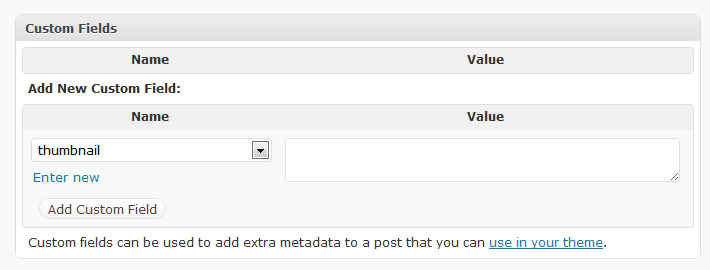 Custom Fields
Name Value
Add New Custom Field:
Name Value
thumbnail
Enter new
Add Custom Field
Custom fields can be used to add extra metadata to a post that you can use in your theme.